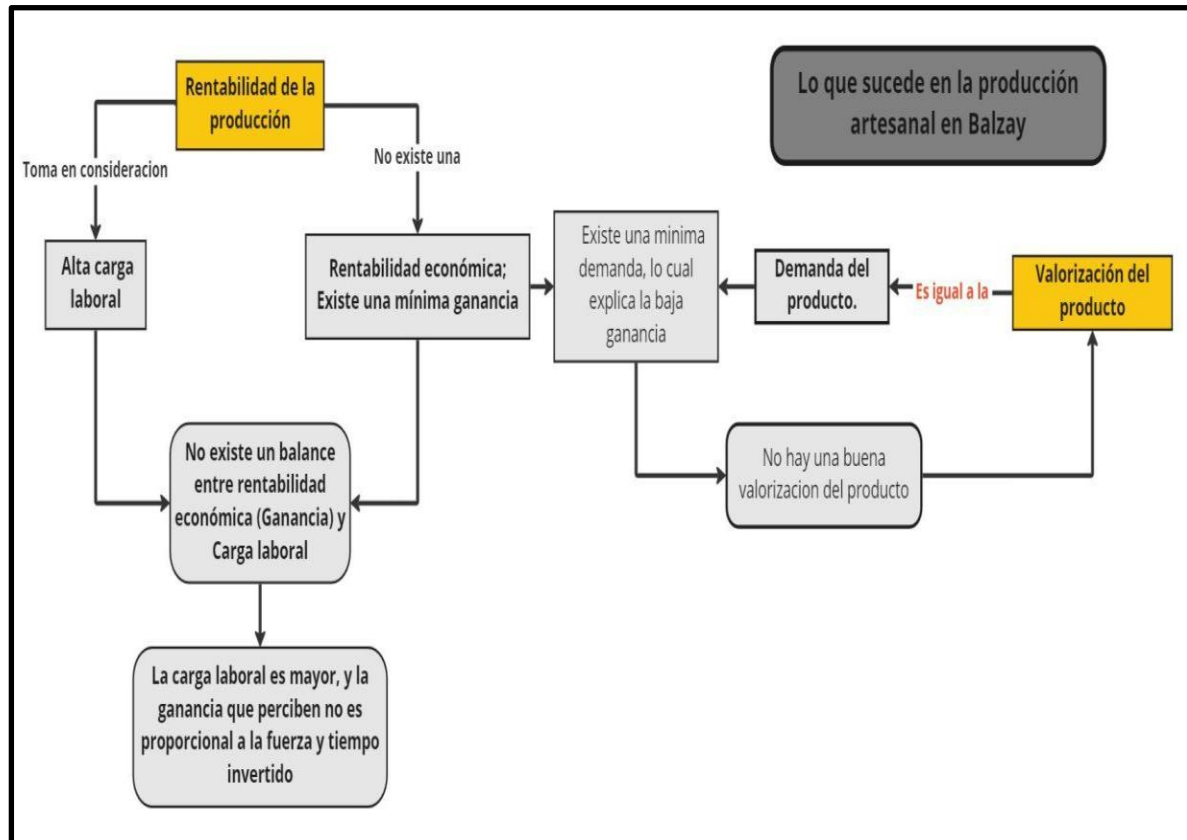 Lo que sucede en la producción
artesanal en Balzay
Rentabilidad de la
producción
Toma en consideracion
No existe una
Alta carga
laboral
Rentabilidad económica;
Existe una mínima ganancia
Existe una minima
demanda, lo cual
explica la baja
ganancia
Demanda del
producto.
Es igual a la
Valorización del
producto
No existe un balance
entre rentabilidad
económica (Ganancia) y
Carga laboral
No hay una buena
valorizacion del producto
La carga laboral es mayor, y la
ganancia que perciben no es
proporcional a la fuerza y tiempo
invertido